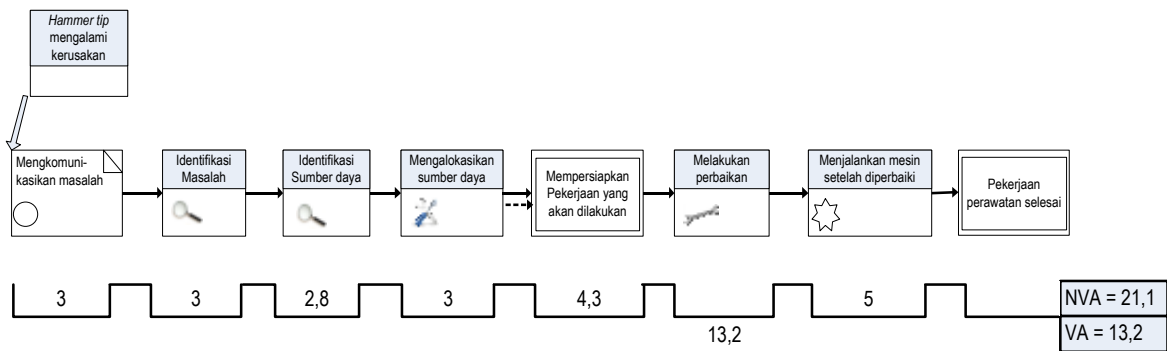 Hammer tip
mengalami
kerusakan
Mengkomuni-
kasikan masalah
Identifikasi
Masalah
Identifikasi
Sumber daya
Mengalokasikan
sumber daya
Mempersiapkan
Pekerjaan yang
akan dilakukan
Melakukan
perbaikan
Menjalankan mesin
setelah diperbaiki
Pekerjaan
perawatan selesai
3
3
2,8
3
4,3
13,2
5
NVA = 21,1
VA = 13,2